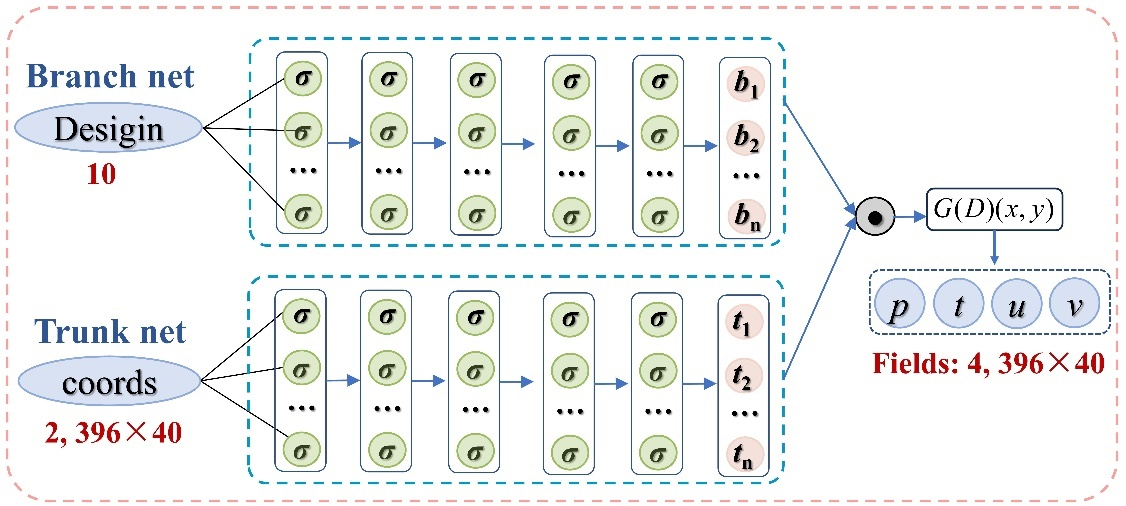 Branch net
Desigin
10
σ σ σ σ σ b1
σ σ σ σ σ b2
... ... ... ... ... ...
σ σ σ σ σ bn
G(D)(x, y)
p t u v
Fields: 4, 396×40
Trunk net
coords
2, 396×40
σ σ σ σ σ t1
σ σ σ σ σ t2
... ... ... ... ... ...
σ σ σ σ σ tn